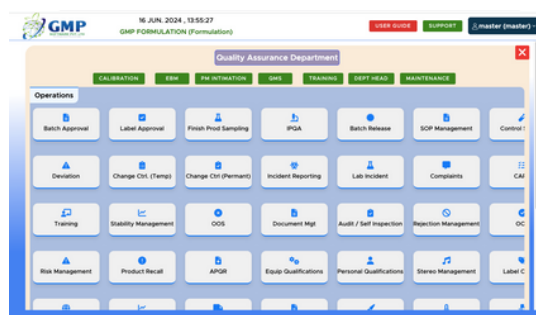 GMP
16 JUN. 2024 , 13:55:27
GMP FORMULATION (Formulation)
USER GUIDE
SUPPORT
master (master)
Quality Assurance Department
X
CALIBRATION
EBM
PM INTIMATION
QMS
TRAINING
DEPT HEAD
MAINTENANCE
Operations
Batch Approval
Label Approval
Finish Prod Sampling
IPQA
Batch Release
SOP Management
Control
Deviation
Change Ctrl. (Temp)
Change Ctrl (Permant)
Incident Reporting
Lab Incident
Complaints
Training
Stability Management
OOS
Document Mgt
Audit / Self Inspection
Rejection Management
Risk Management
Product Recall
APQR
Equip Qualifications
Personal Qualifications
Stereo Management
Label C